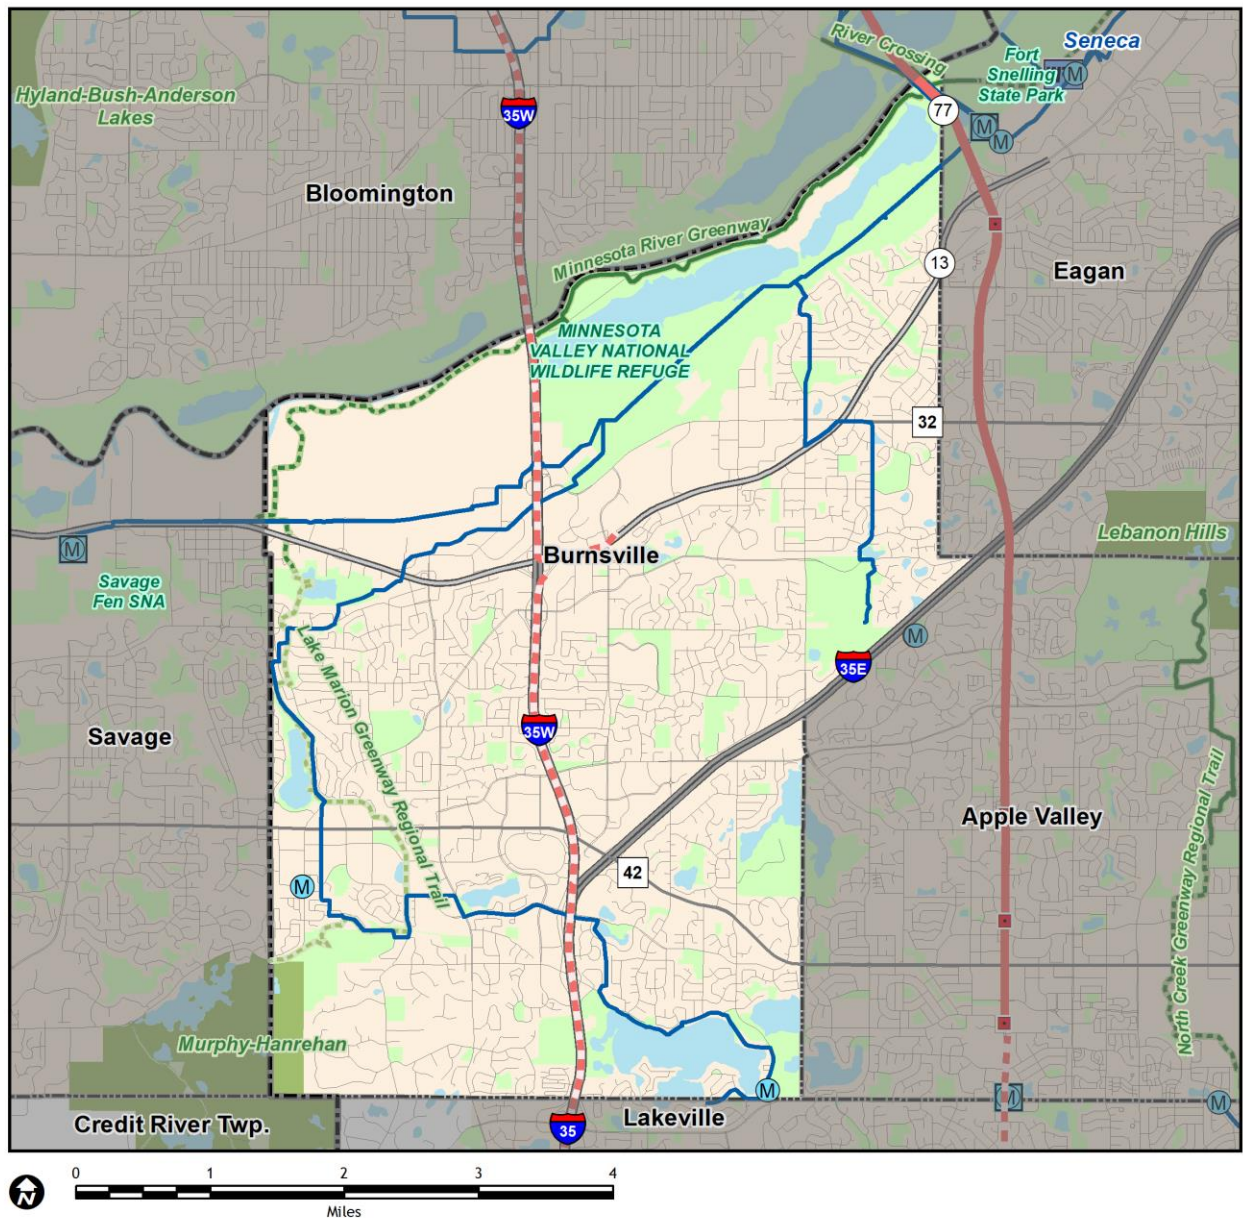 Seneca
River Crossing
Fort
Snelling
State Park
M
Hyland-Bush-Anderson
Lakes
35W
77
M
M
Bloomington
Minnesota River Greenway
13
Eagan
MINNESOTA
VALLEY NATIONAL
WILDLIFE REFUGE
32
M
Burnsville
Lebanon Hills
Savage
Fen SNA
Lake Marion Greenway Regional Trail
M
35E
35W
Savage
Apple Valley
North Creek Greenway Regional Trail
42
M
Murphy-Hanrehan
M
M
M
Credit River Twp.
35
Lakeville
N
0 1 2 3 4
Miles